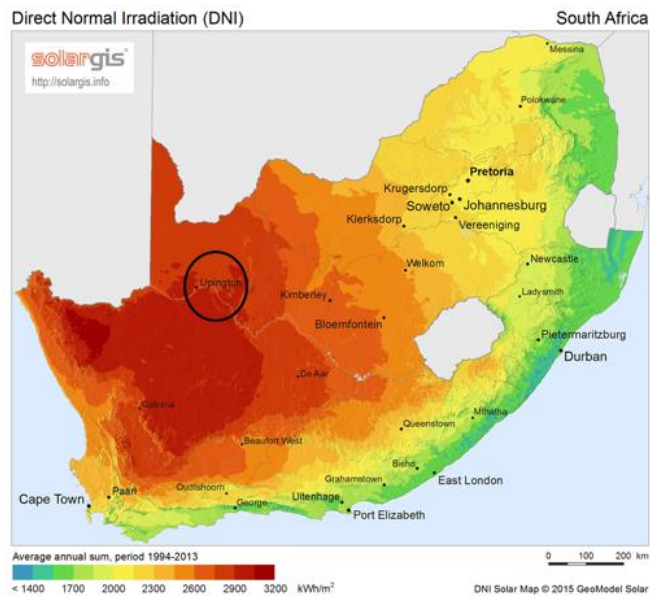 Direct Normal Irradiation (DNI)
South Africa
solargis
http://solargis.info
Messina
Polokwane
Pretoria
Krugersdorp
Soweto
Johannesburg
Klerksdorp
Vereeniging
Welkom
Newcastle
Upington
Kimberley
Ladysmith
Bloemfontein
Pietermaritzburg
Durban
De Aar
Calvinia
Mthatha
Queenstown
Beaufort West
Bisho
East London
Grahamstown
Oudtshoorn
Paarl
Cape Town
Uitenhage
George
Port Elizabeth
Average annual sum, period 1994-2013
0 100 200 km
< 1400 1700 2000 2300 2600 2900 3200 kWh/m²
DNI Solar Map © 2015 GeoModel Solar